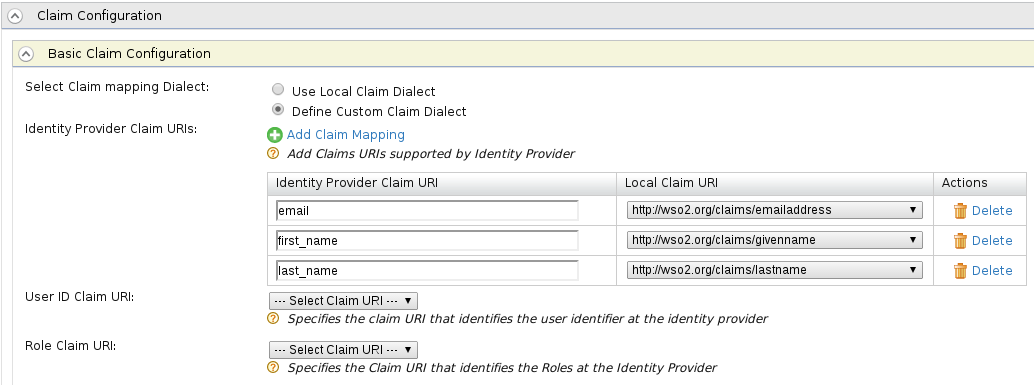 Claim Configuration
Basic Claim Configuration
Select Claim mapping Dialect:
Use Local Claim Dialect
Define Custom Claim Dialect
Identity Provider Claim URIs:
Add Claim Mapping
Add Claims URIs supported by Identity Provider
Identity Provider Claim URI Local Claim URI Actions
email http://wso2.org/claims/emailaddress Delete
first_name http://wso2.org/claims/givenname Delete
last_name http://wso2.org/claims/lastname Delete
User ID Claim URI: --- Select Claim URI ---
Specifies the claim URI that identifies the user identifier at the identity provider
Role Claim URI: --- Select Claim URI ---
Specifies the Claim URI that identifies the Roles at the Identity Provider